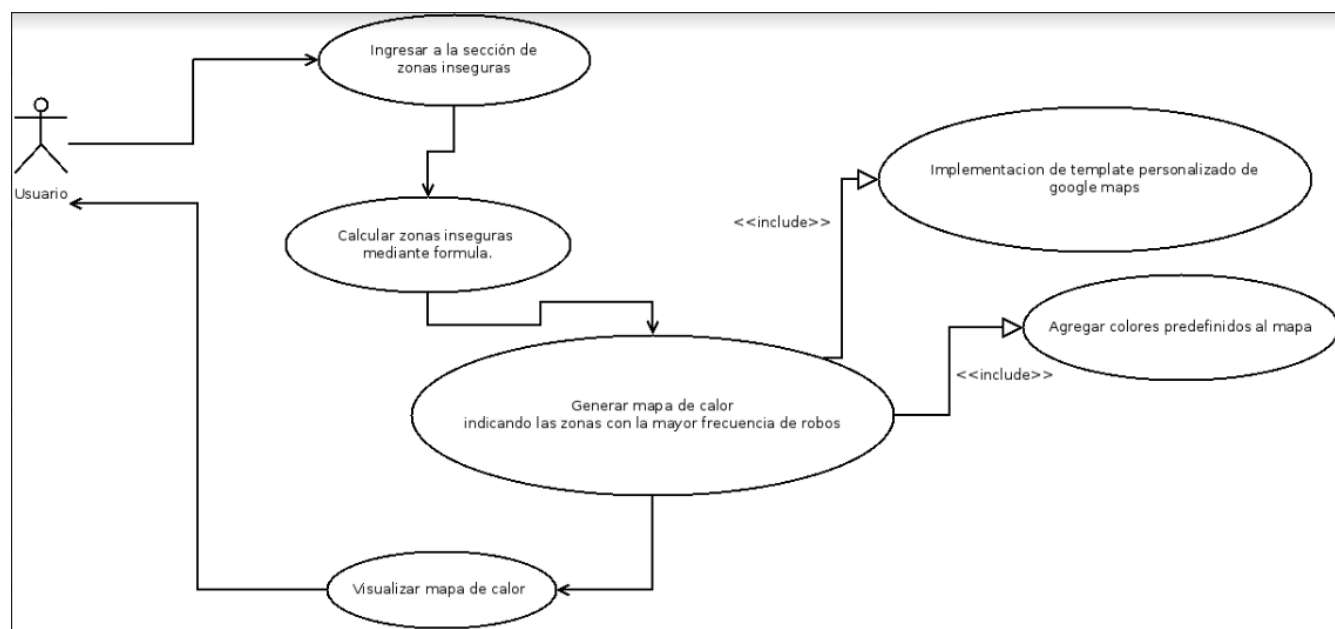 Ingresar a la sección de
zonas inseguras
Usuario
Calcular zonas inseguras
mediante formula.
Implementacion de template personalizado de
google maps
<<include>>
Agregar colores predefinidos al mapa
<<include>>
Generar mapa de calor
indicando las zonas con la mayor frecuencia de robos
Visualizar mapa de calor